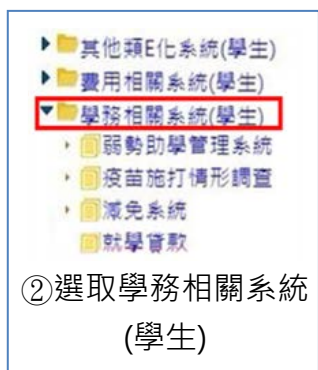 其他類E化系統(學生)
費用相關系統(學生)
學務相關系統(學生)
弱勢助學管理系統
疫苗施打情形調查
減免系統
就學貸款
②選取學務相關系統
(學生)